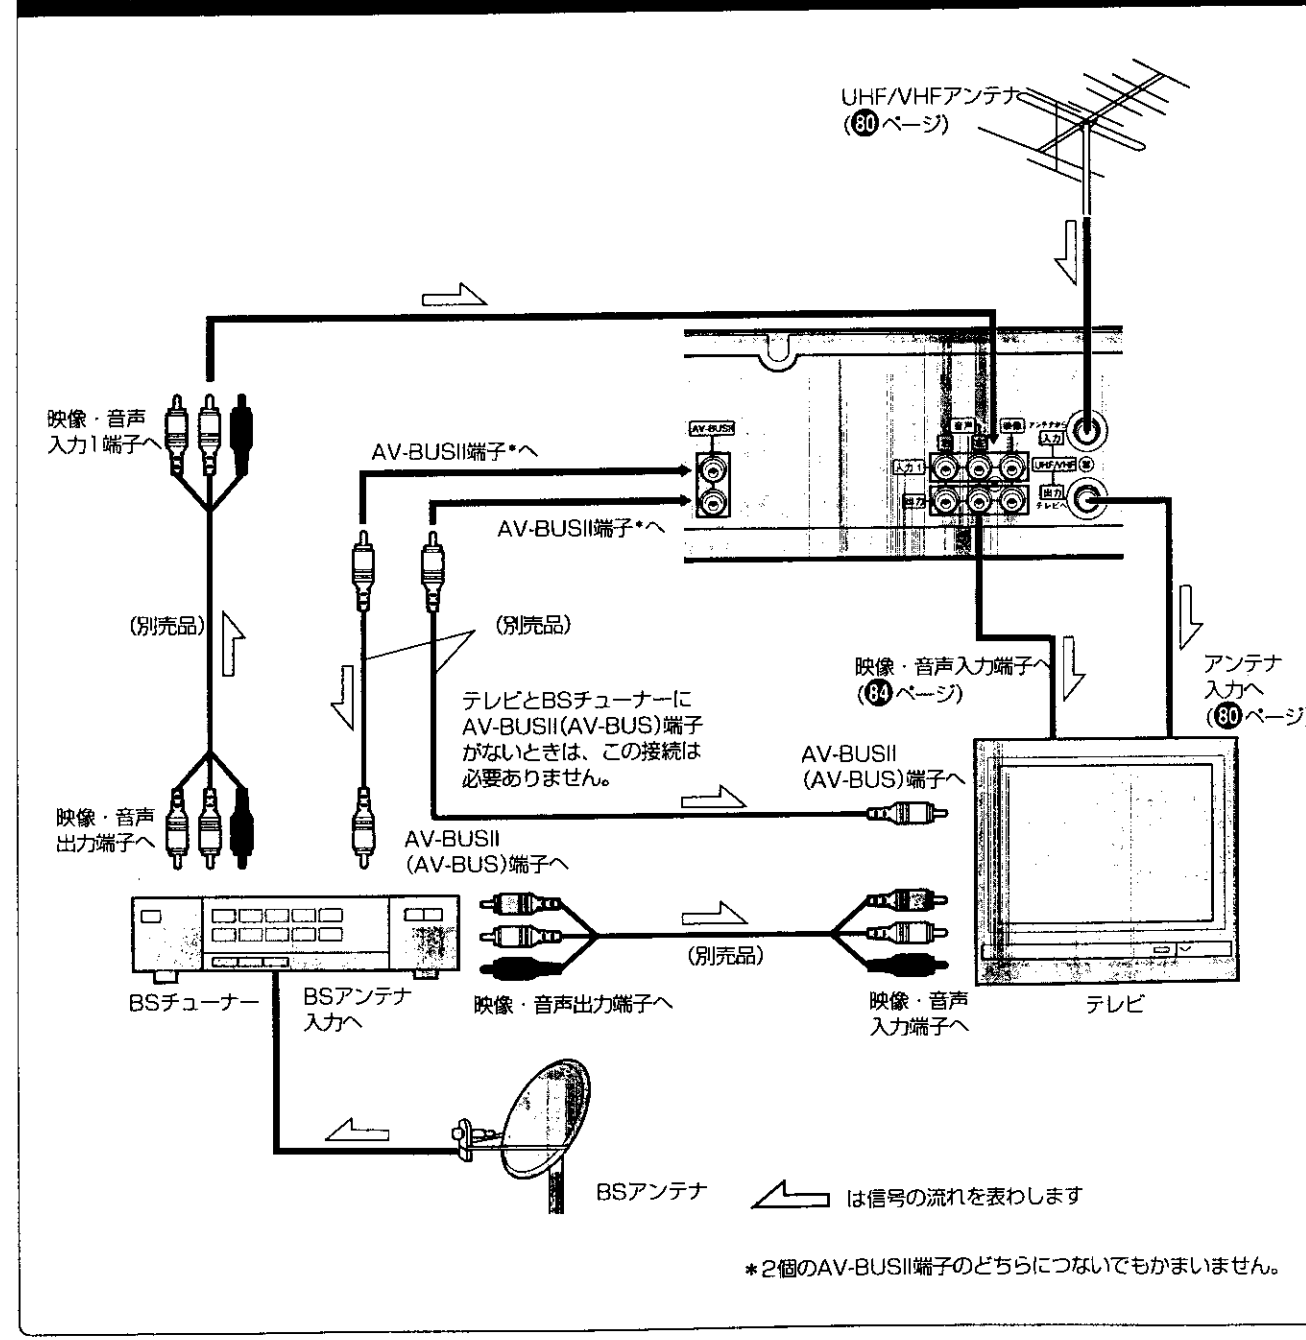 UHF/VHFアンテナ
(80ページ)
映像・音声
入力1端子へ
AV-BUSII端子*へ
AV-BUSII端子*へ
AV-BUSII
音声
映像
右
左
アンテナから
入力
入力1
UHF/VHF
出力
出力
テレビへ
(別売品)
(別売品)
映像・音声入力端子へ
(84ページ)
アンテナ
入力へ
(80ページ)
テレビとBSチューナーに
AV-BUSII(AV-BUS)端子
がないときは、この接続は
必要ありません。
AV-BUSII
(AV-BUS)端子へ
映像・音声
出力端子へ
AV-BUSII
(AV-BUS)端子へ
(別売品)
BSチューナー
BSアンテナ
入力へ
映像・音声出力端子へ
映像・音声
入力端子へ
テレビ
BSアンテナ
は信号の流れを表わします
*2個のAV-BUSII端子のどちらにつないでもかまいません。